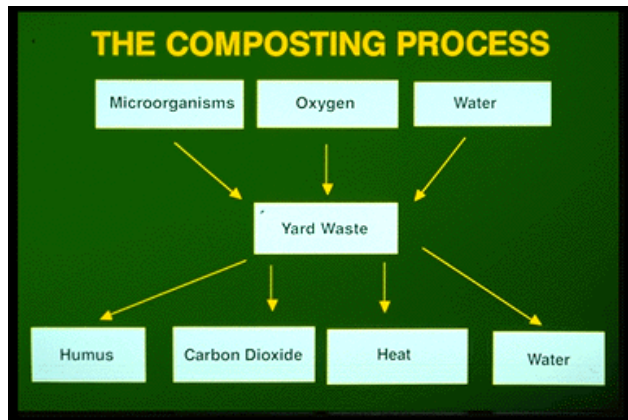 THE COMPOSTING PROCESS
Microorganisms
Oxygen
Water
Yard Waste
Humus
Carbon Dioxide
Heat
Water